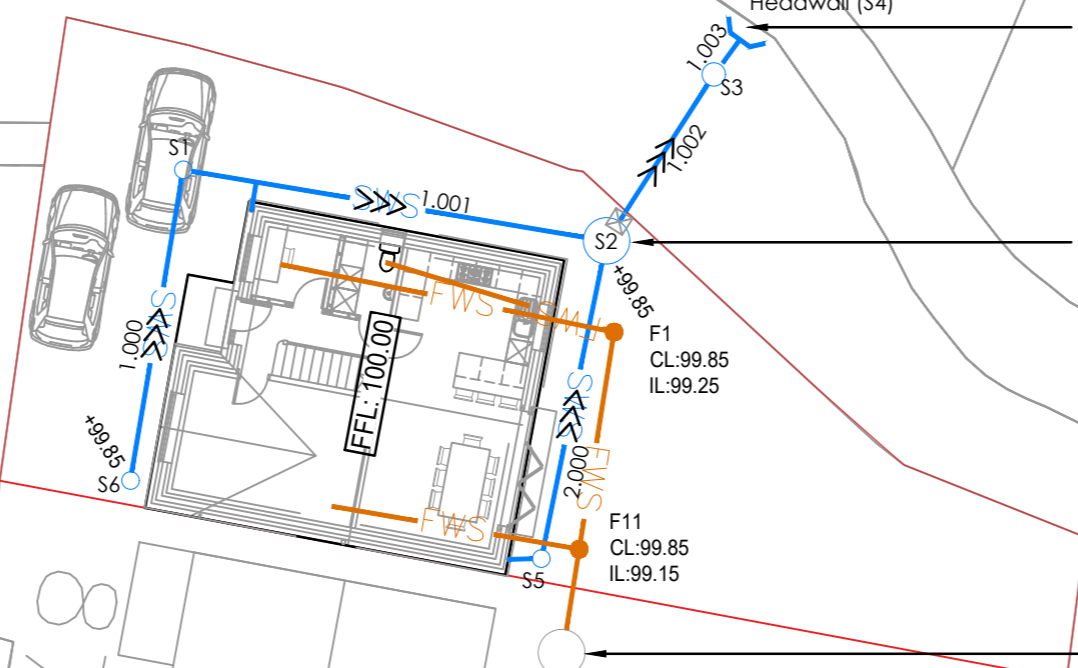 Headwall (S4)
1.003
S3
1.002
S1
SWS
1.001
S2
+99.85
FWS
FWS
F1
CL:99.85
IL:99.25
SWS
1.000
FFL: 100.00
SWS
2.000
FWS
+99.85
S6
FWS
F11
CL:99.85
IL:99.15
S5